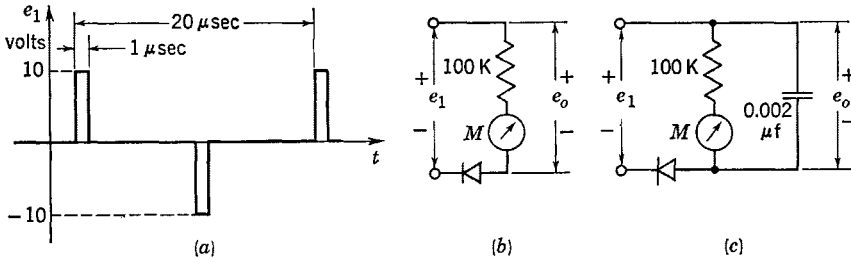 e₁
volts
20 μsec
1 μsec
10
-10
t
(a)
+
e₁
-
100 K
M
+
eₒ
-
(b)
+
e₁
-
100 K
M
0.002
μf
+
eₒ
-
(c)